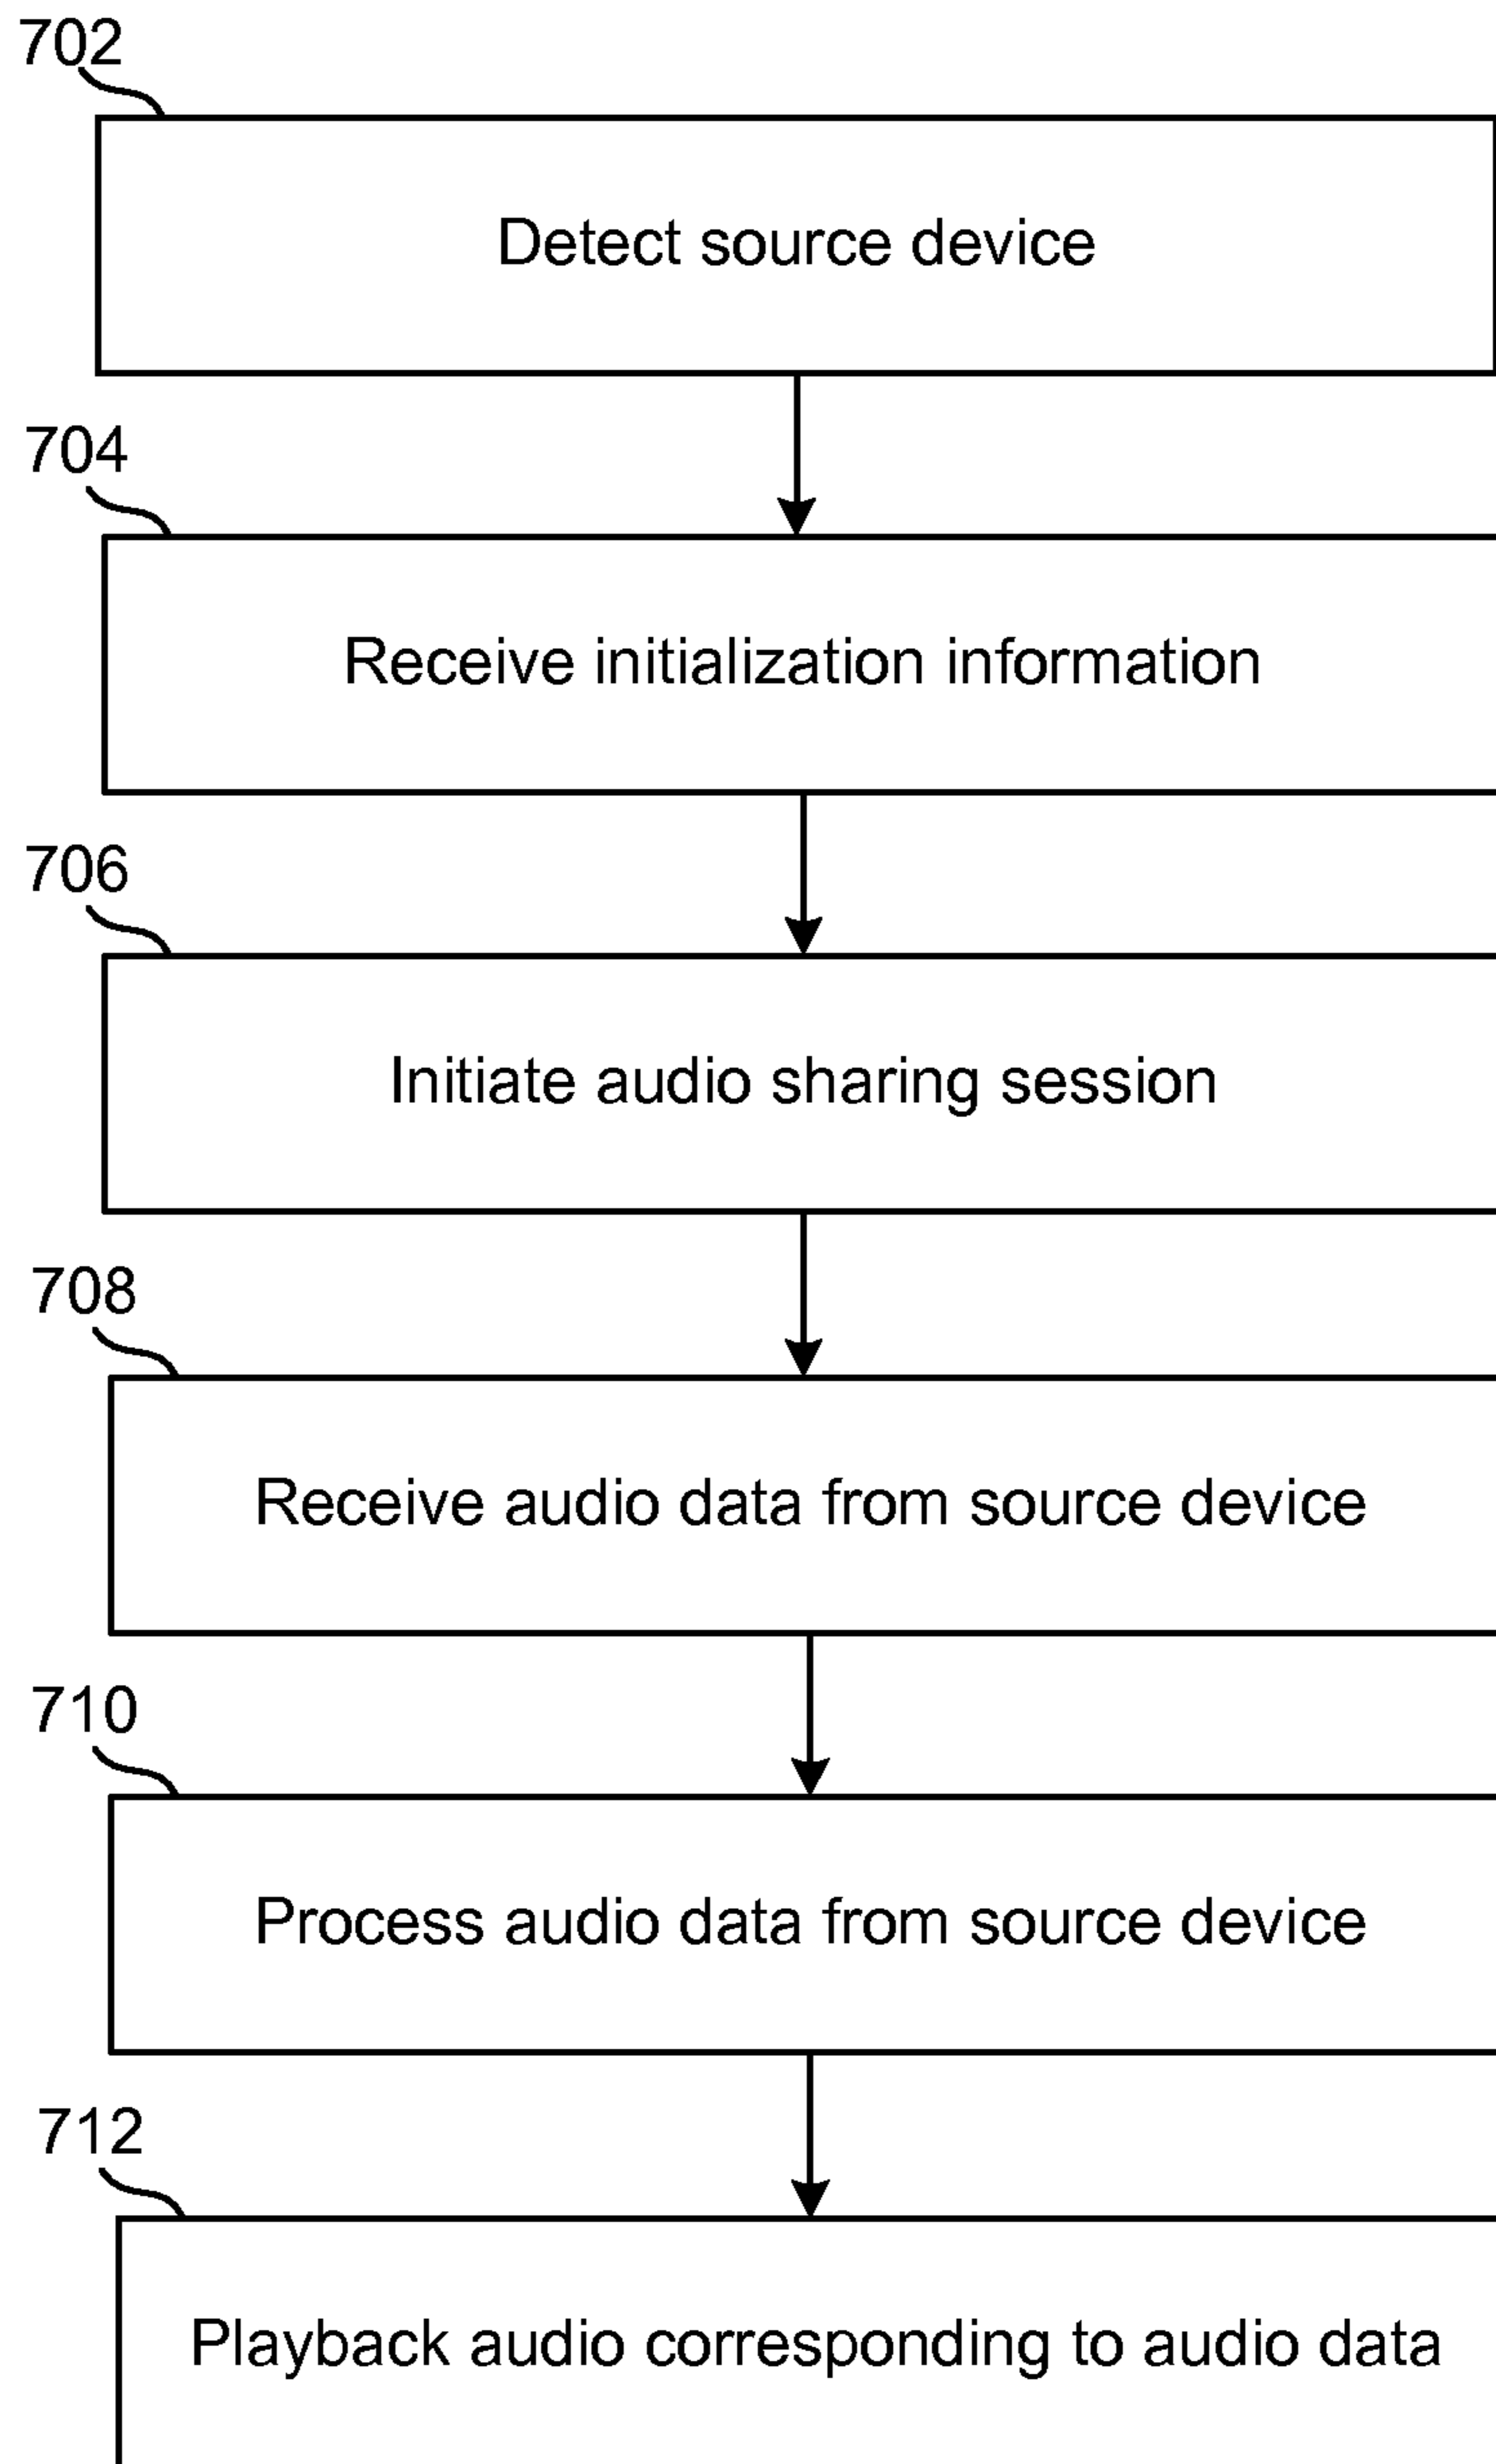 702
Detect source device
704
Receive initialization information
706
Initiate audio sharing session
708
Receive audio data from source device
710
Process audio data from source device
712
Playback audio corresponding to audio data